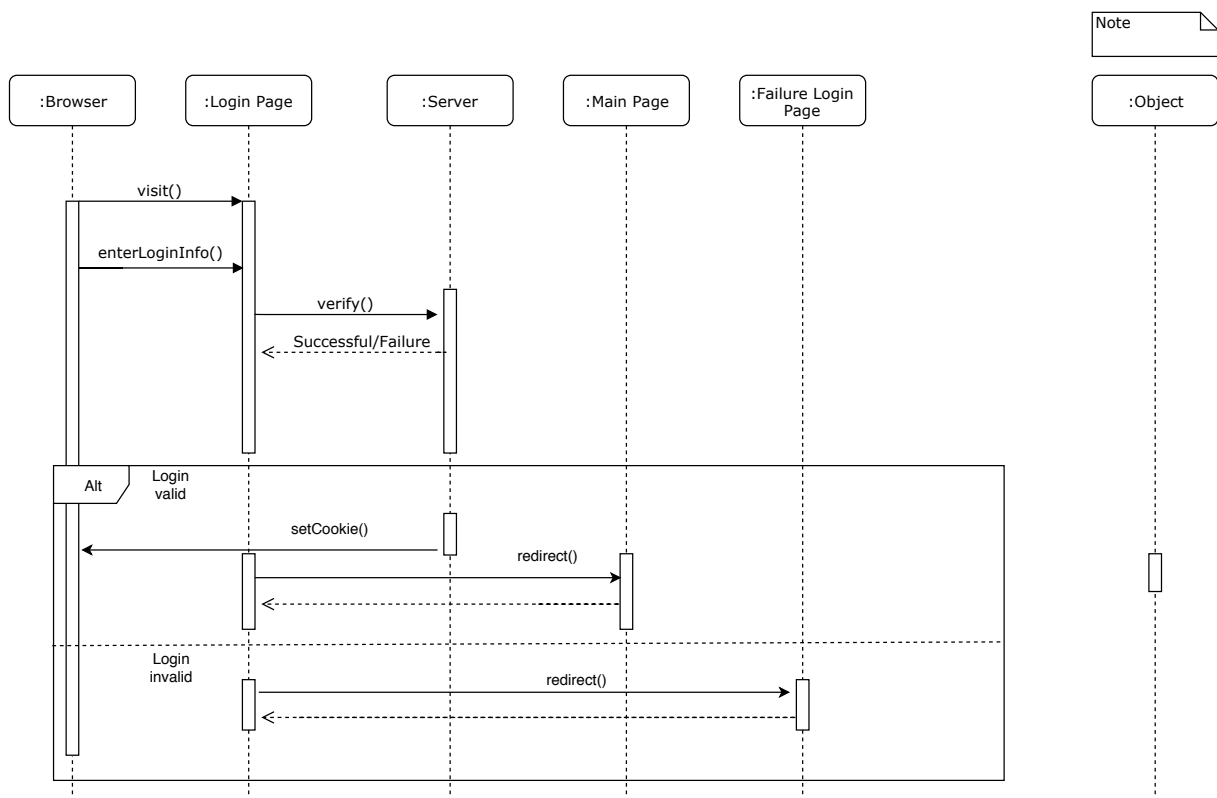 Note
:Browser
:Login Page
:Server
:Main Page
:Failure Login
Page
:Object
visit()
enterLoginInfo()
verify()
Successful/Failure
Alt
Login
valid
setCookie()
redirect()
Login
invalid
redirect()